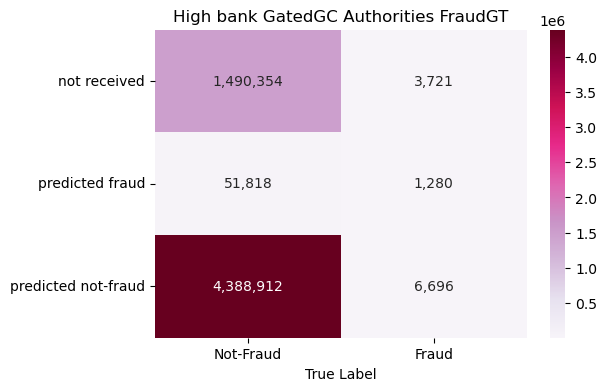 High bank GatedGC Authorities FraudGT
1e6
not received
1,490,354
3,721
predicted fraud
51,818
1,280
predicted not-fraud
4,388,912
6,696
Not-Fraud
Fraud
True Label
4.0
3.5
3.0
2.5
2.0
1.5
1.0
0.5